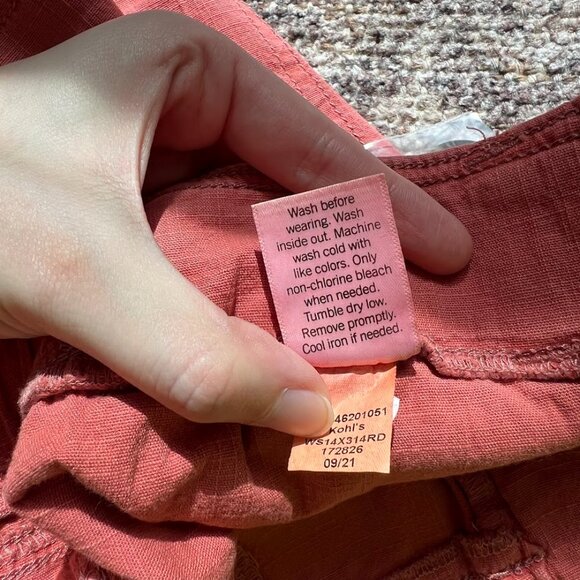 Wash before
wearing. Wash
inside out. Machine
wash cold with
like colors. Only
non-chlorine bleach
when needed.
Tumble dry low.
Remove promptly.
Cool iron if needed.
46201051
Kohl's
WS14X314RD
172826
09/21